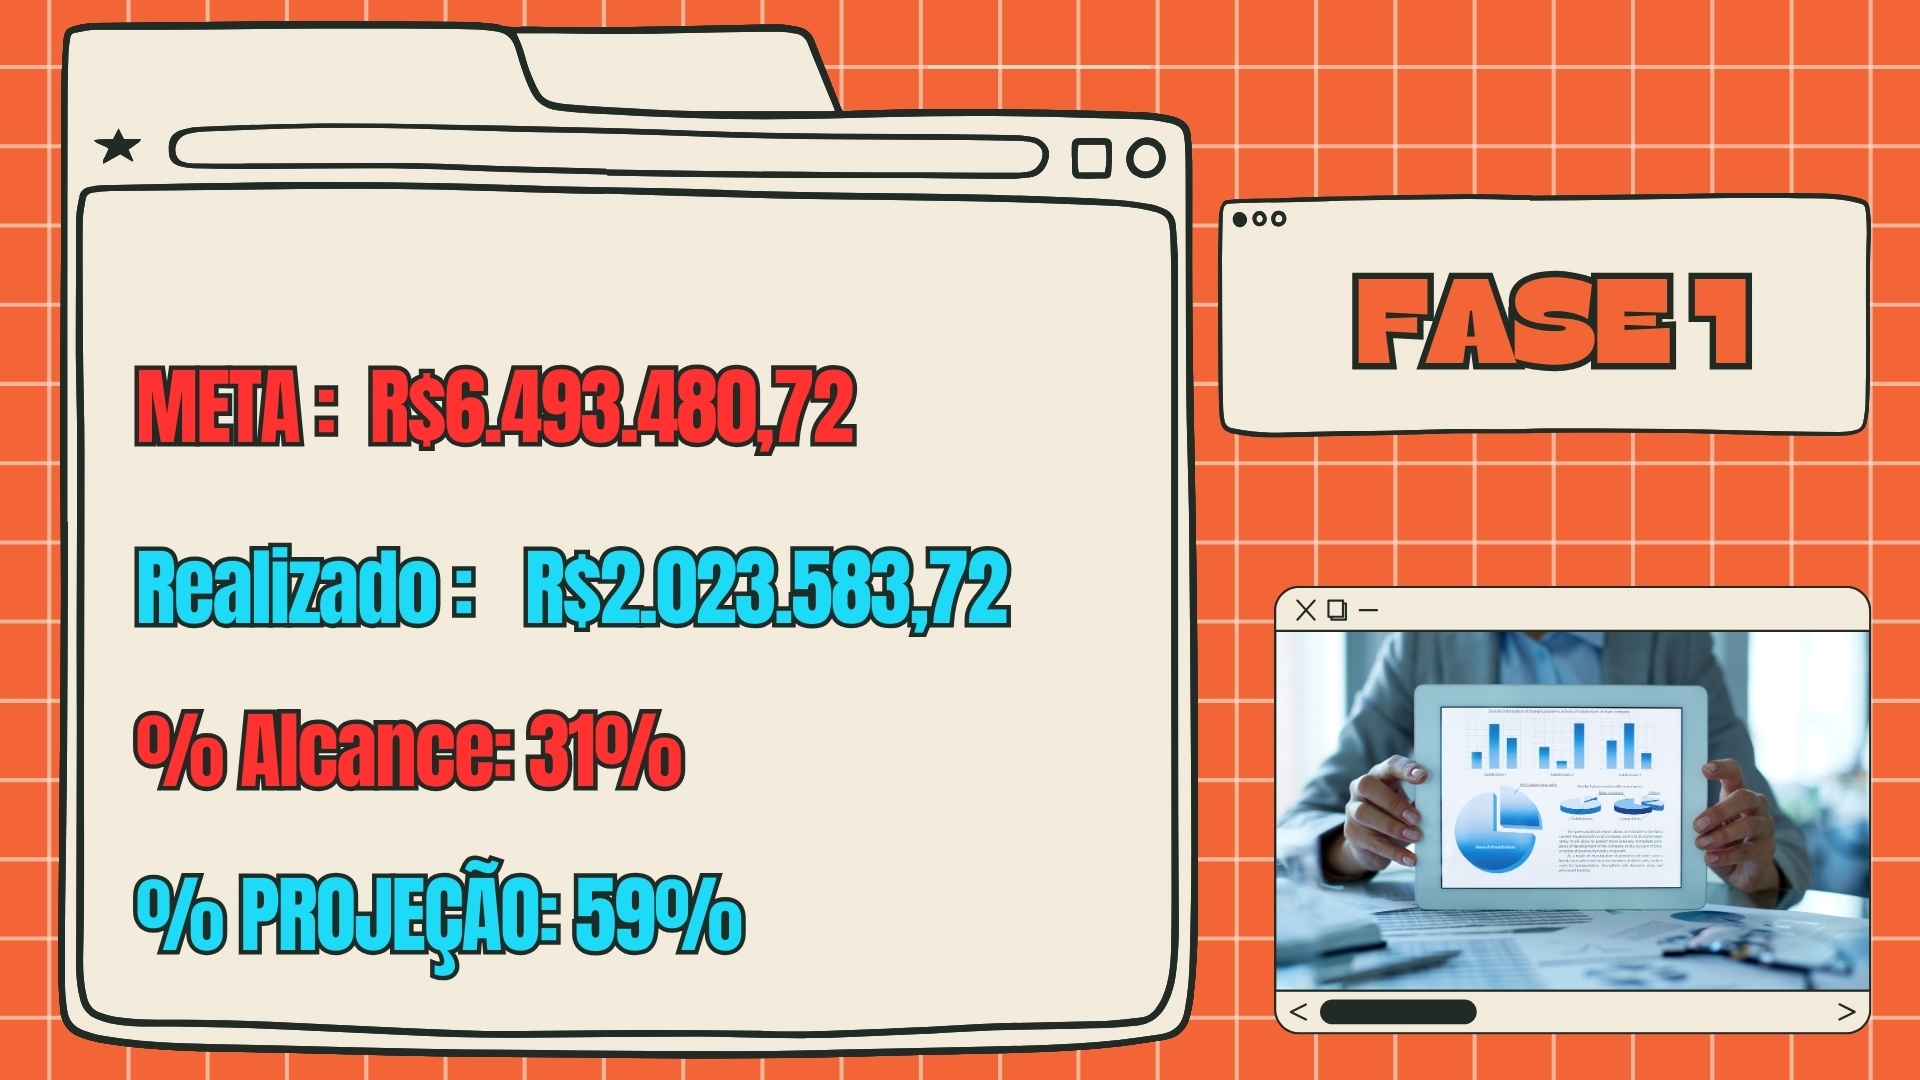 META : R$6.493.480,72
Realizado : R$2.023.583,72
% Alcance: 31%
% PROJEÇÃO: 59%
FASE 1